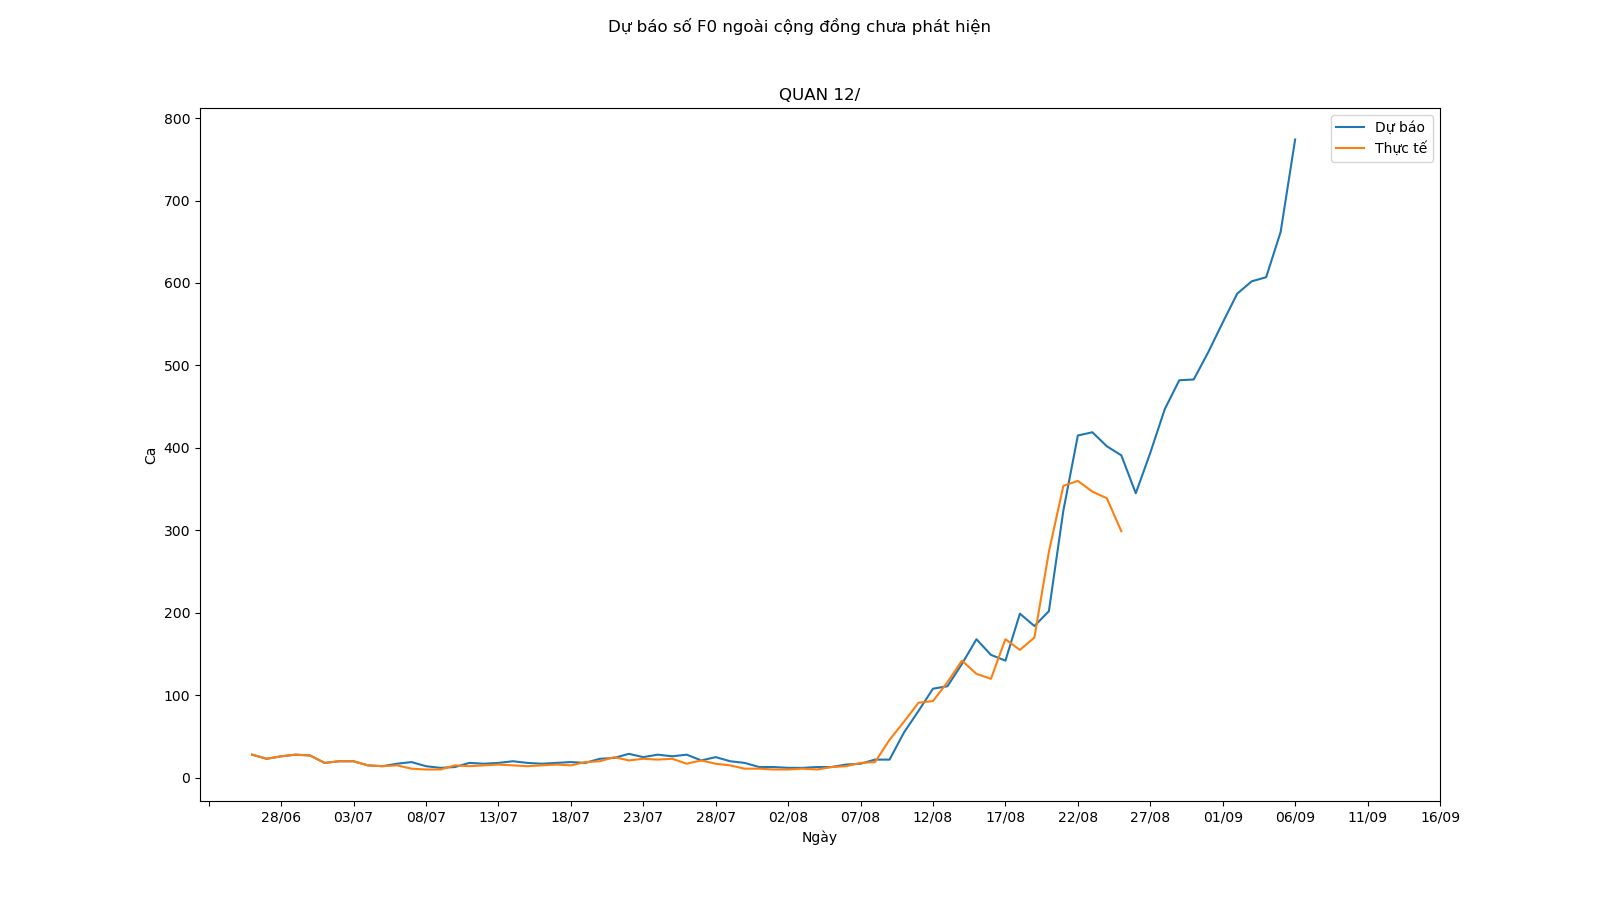 Dự báo số F0 ngoài cộng đồng chưa phát hiện
QUAN 12/
Dự báo
Thực tế
800
700
600
500
400
300
200
100
0
Ca
28/06 03/07 08/07 13/07 18/07 23/07 28/07 02/08 07/08 12/08 17/08 22/08 27/08 01/09 06/09 11/09 16/09
Ngày